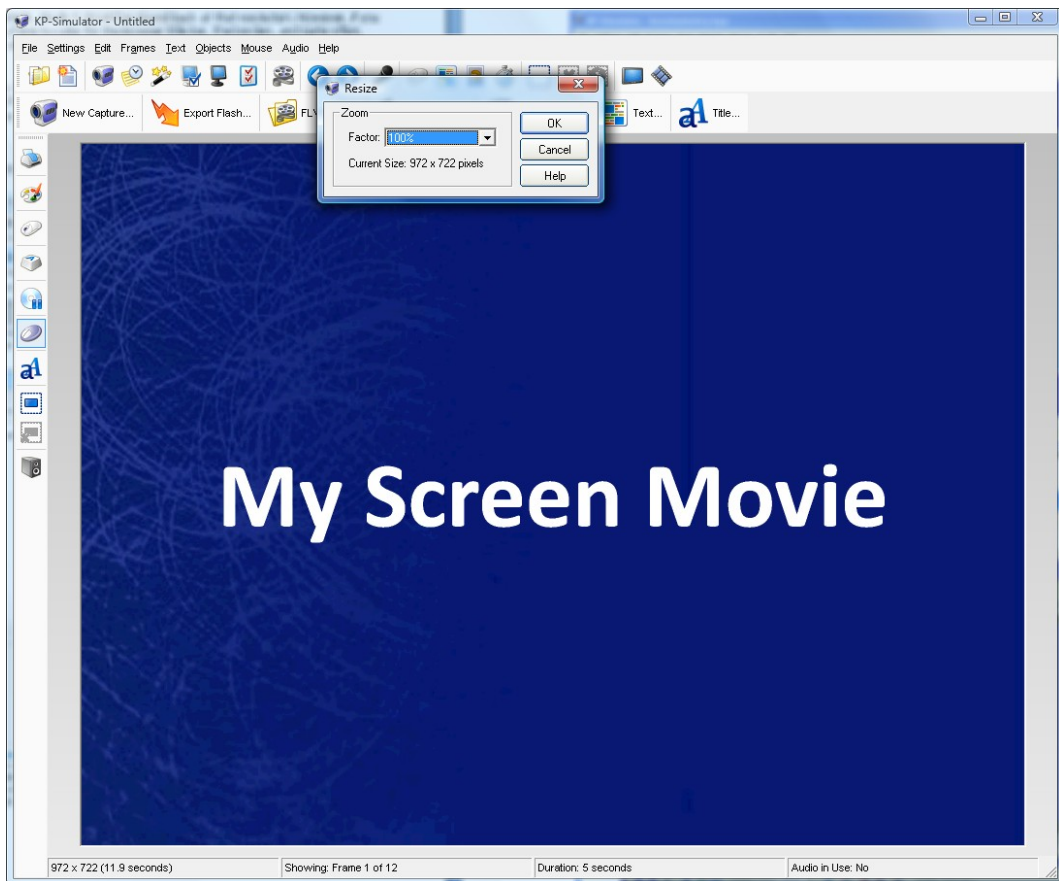 KP-Simulator - Untitled
File Settings Edit Frames Text Objects Mouse Audio Help
New Capture... Export Flash... Text... Title...
Resize
Zoom
Factor: 100%
Current Size: 972 x 722 pixels
OK
Cancel
Help
My Screen Movie
972 x 722 (11.9 seconds) Showing: Frame 1 of 12 Duration: 5 seconds Audio in Use: No